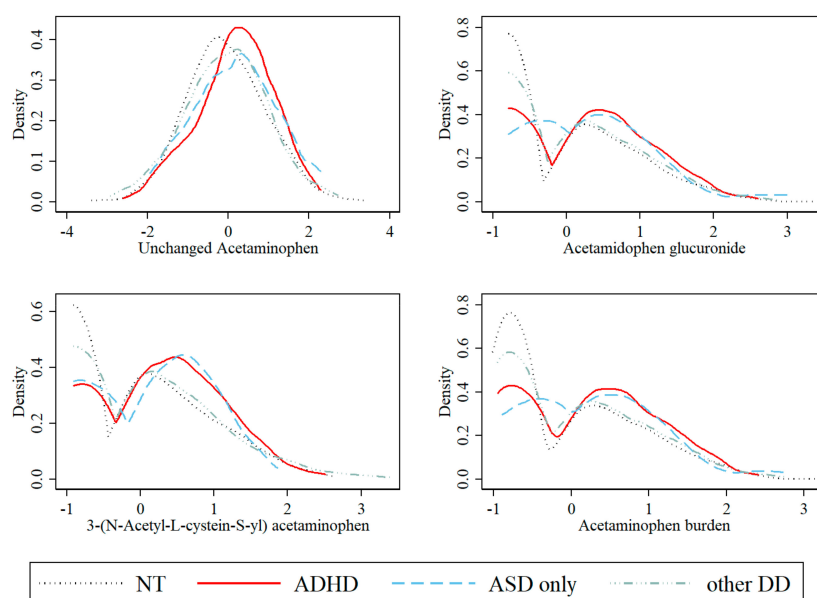 Density
0.0 0.1 0.2 0.3 0.4
-4 -2 0 2 4
Unchanged Acetaminophen
Density
0.0 0.2 0.4 0.6 0.8
-1 0 1 2 3
Acetamidophen glucuronide
Density
0.0 0.2 0.4 0.6
-1 0 1 2 3
3-(N-Acetyl-L-cystein-S-yl) acetaminophen
Density
0.0 0.2 0.4 0.6 0.8
-1 0 1 2 3
Acetaminophen burden
NT ADHD ASD only other DD